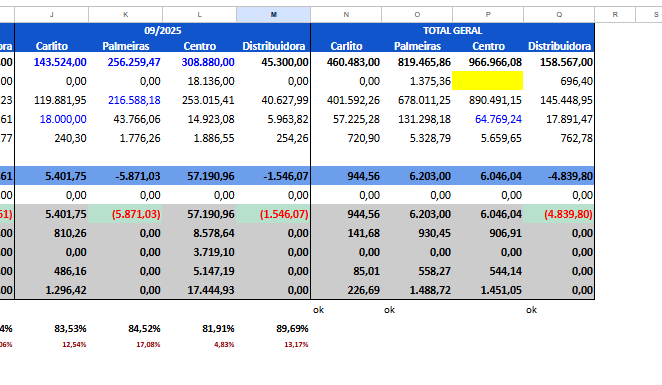 J K L M N O P Q R S
09/2025 TOTAL GERAL
ora Carlito Palmeiras Centro Distribuidora Carlito Palmeiras Centro Distribuidora
00 143.524,00 256.259,47 308.880,00 45.300,00 460.483,00 819.465,86 966.966,08 158.567,00
00 0,00 0,00 18.136,00 0,00 0,00 1.375,36 696,40
23 119.881,95 216.588,18 253.015,41 40.627,99 401.592,26 678.011,25 890.491,15 145.448,95
61 18.000,00 43.766,06 14.923,08 5.963,82 57.225,28 131.298,18 64.769,24 17.891,47
77 240,30 1.776,26 1.886,55 254,26 720,90 5.328,79 5.659,65 762,78
61 5.401,75 -5.871,03 57.190,96 -1.546,07 944,56 6.203,00 6.046,04 -4.839,80
00 0,00 0,00 0,00 0,00 0,00 0,00 0,00 0,00
61) 5.401,75 (5.871,03) 57.190,96 (1.546,07) 944,56 6.203,00 6.046,04 (4.839,80)
00 810,26 0,00 8.578,64 0,00 141,68 930,45 906,91 0,00
00 0,00 0,00 3.719,10 0,00 0,00 0,00 0,00 0,00
00 486,16 0,00 5.147,19 0,00 85,01 558,27 544,14 0,00
00 1.296,42 0,00 17.444,93 0,00 226,69 1.488,72 1.451,05 0,00
ok ok ok
4% 83,53% 84,52% 81,91% 89,69%
06% 12,54% 17,08% 4,83% 13,17%